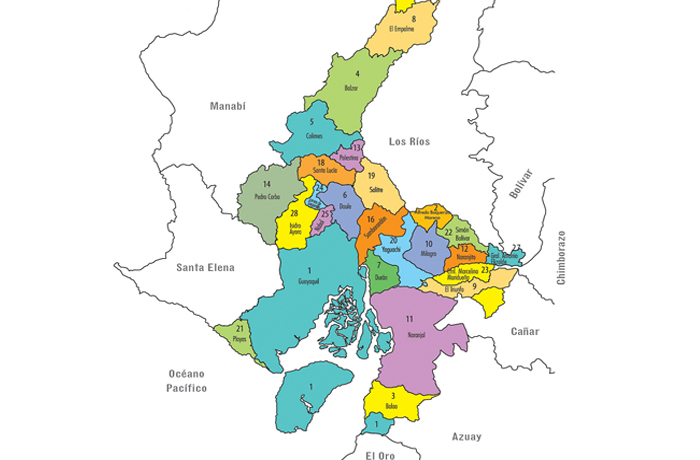 8
El Empalme
4
Balzar
Manabí
5
Colimes
Los Ríos
13
Palestina
18
Santa Lucía
19
Salitre
Bolívar
14
Pedro Carbo
24
6
Daule
28
Isidro
Ayora
25
Nobol
16
Samborondón
2
Alfredo Baquerizo
Moreno
22
Simón
Bolívar
20
Yaguachi
10
Milagro
12
Naranjito
27
Gral. Antonio
Elizalde
Chimborazo
Santa Elena
1
Guayaquil
7
Durán
Crnl. Marcelino
Maridueña
23
El Triunfo
9
11
Naranjal
21
Playas
Cañar
Océano
Pacífico
1
3
Balao
1
Azuay
El Oro